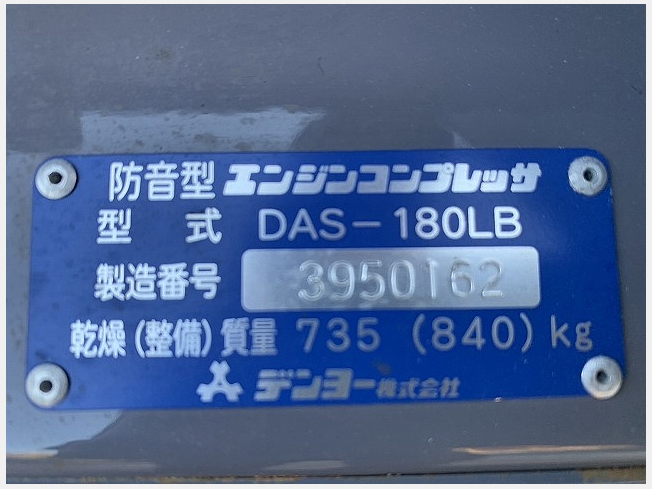 防音型エンジンコンプレッサ
型 式 DAS-180LB
製造番号 3950162
乾燥(整備)質量 735 (840) kg
デンヨー株式会社